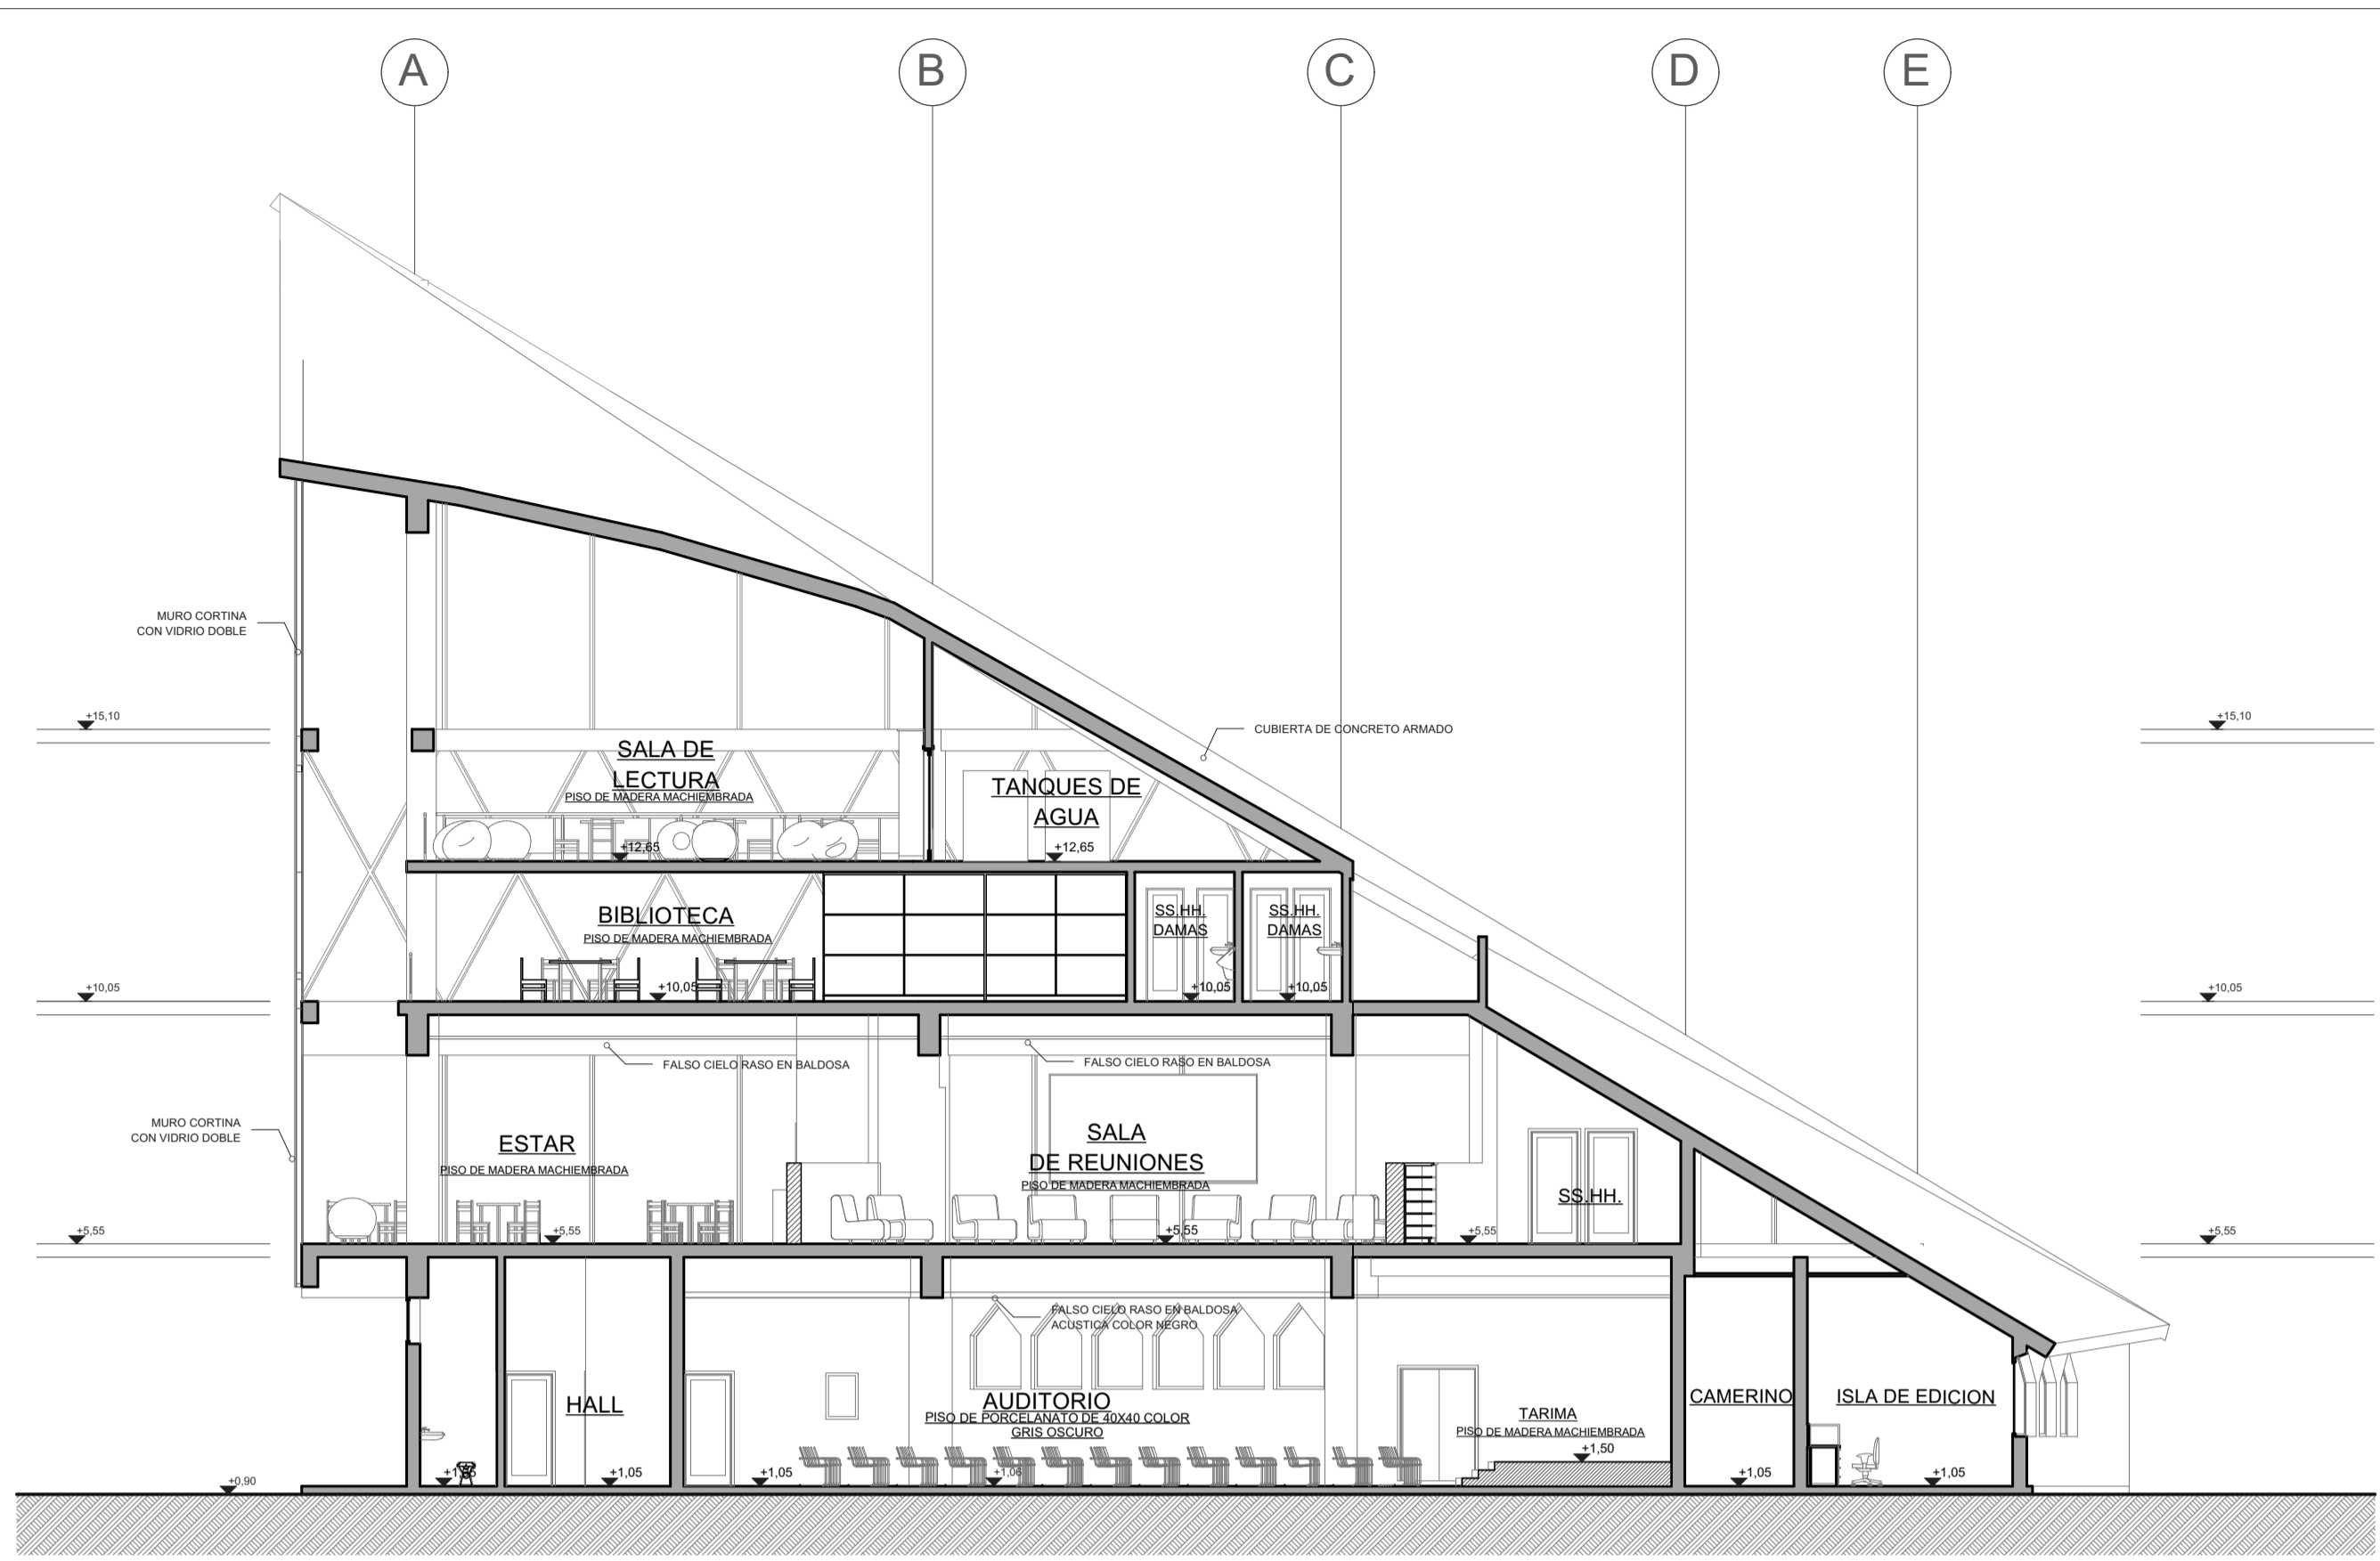 A
B
C
D
E
MURO CORTINA
CON VIDRIO DOBLE
+15,10
+15,10
CUBIERTA DE CONCRETO ARMADO
SALA DE
LECTURA
PISO DE MADERA MACHIEMBRADA
+12,65
TANQUES DE
AGUA
+12,65
BIBLIOTECA
PISO DE MADERA MACHIEMBRADA
+10,05
SS.HH.
DAMAS
+10,05
SS.HH.
DAMAS
+10,05
+10,05
+10,05
FALSO CIELO RASO EN BALDOSA
FALSO CIELO RASO EN BALDOSA
MURO CORTINA
CON VIDRIO DOBLE
ESTAR
PISO DE MADERA MACHIEMBRADA
SALA
DE REUNIONES
PISO DE MADERA MACHIEMBRADA
SS.HH.
+5,55
+5,55
+5,55
+5,55
+5,55
FALSO CIELO RASO EN BALDOSA
ACUSTICA COLOR NEGRO
HALL
AUDITORIO
PISO DE PORCELANATO DE 40X40 COLOR
GRIS OSCURO
TARIMA
PISO DE MADERA MACHIEMBRADA
+1,50
CAMERINO
ISLA DE EDICION
+0,90
+1,05
+1,05
+1,05
+1,05